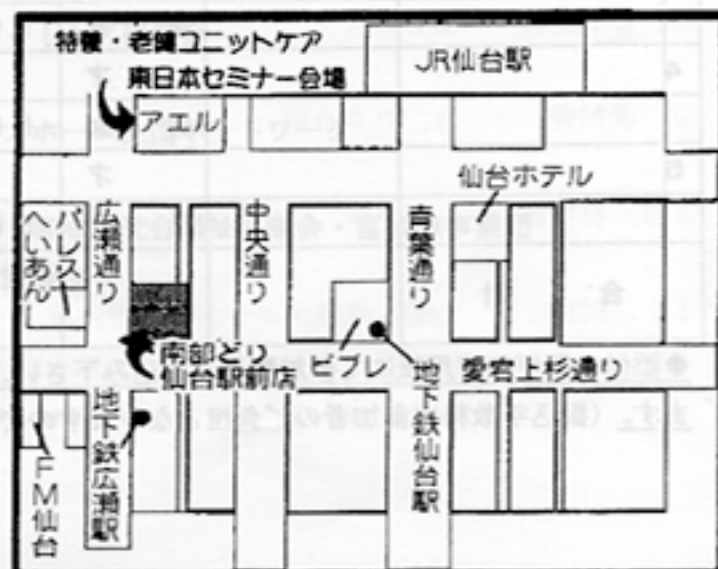 特養・老健ユニットケア
東日本セミナー会場
JR仙台駅
アエル
仙台ホテル
パレス
へいあん
広瀬通り
中央通り
青葉通り
南部どり
仙台駅前店
ビブレ
愛宕上杉通り
地下鉄広瀬駅
地下鉄仙台駅
FM仙台